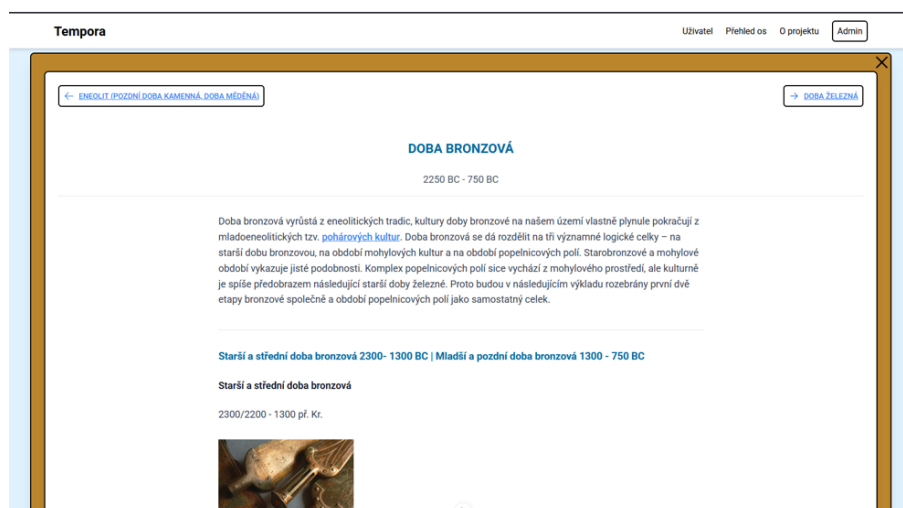 Tempora
Uživatel Přehled os O projektu Admin
← ENEOLIT (POZDNÍ DOBA KAMENNÁ, DOBA MĚDĚNÁ)
→ DOBA ŽELEZNÁ
DOBA BRONZOVÁ
2250 BC - 750 BC
Doba bronzová vyrůstá z eneolitických tradic, kultury doby bronzové na našem území vlastně plynule pokračují z
mladoeneolitických tzv. pohárových kultur. Doba bronzová se dá rozdělit na tři významné logické celky – na
starší dobu bronzovou, na období mohylových kultur a na období popelnicových polí. Starobronzové a mohylové
období vykazuje jisté podobnosti. Komplex popelnicových polí sice vychází z mohylového prostředí, ale kulturně
je spíše předobrazem následující starší doby železné. Proto budou v následujícím výkladu rozebrány první dvě
etapy bronzové společně a období popelnicových polí jako samostatný celek.
Starší a střední doba bronzová 2300- 1300 BC | Mladší a pozdní doba bronzová 1300 - 750 BC
Starší a střední doba bronzová
2300/2200 - 1300 př. Kr.